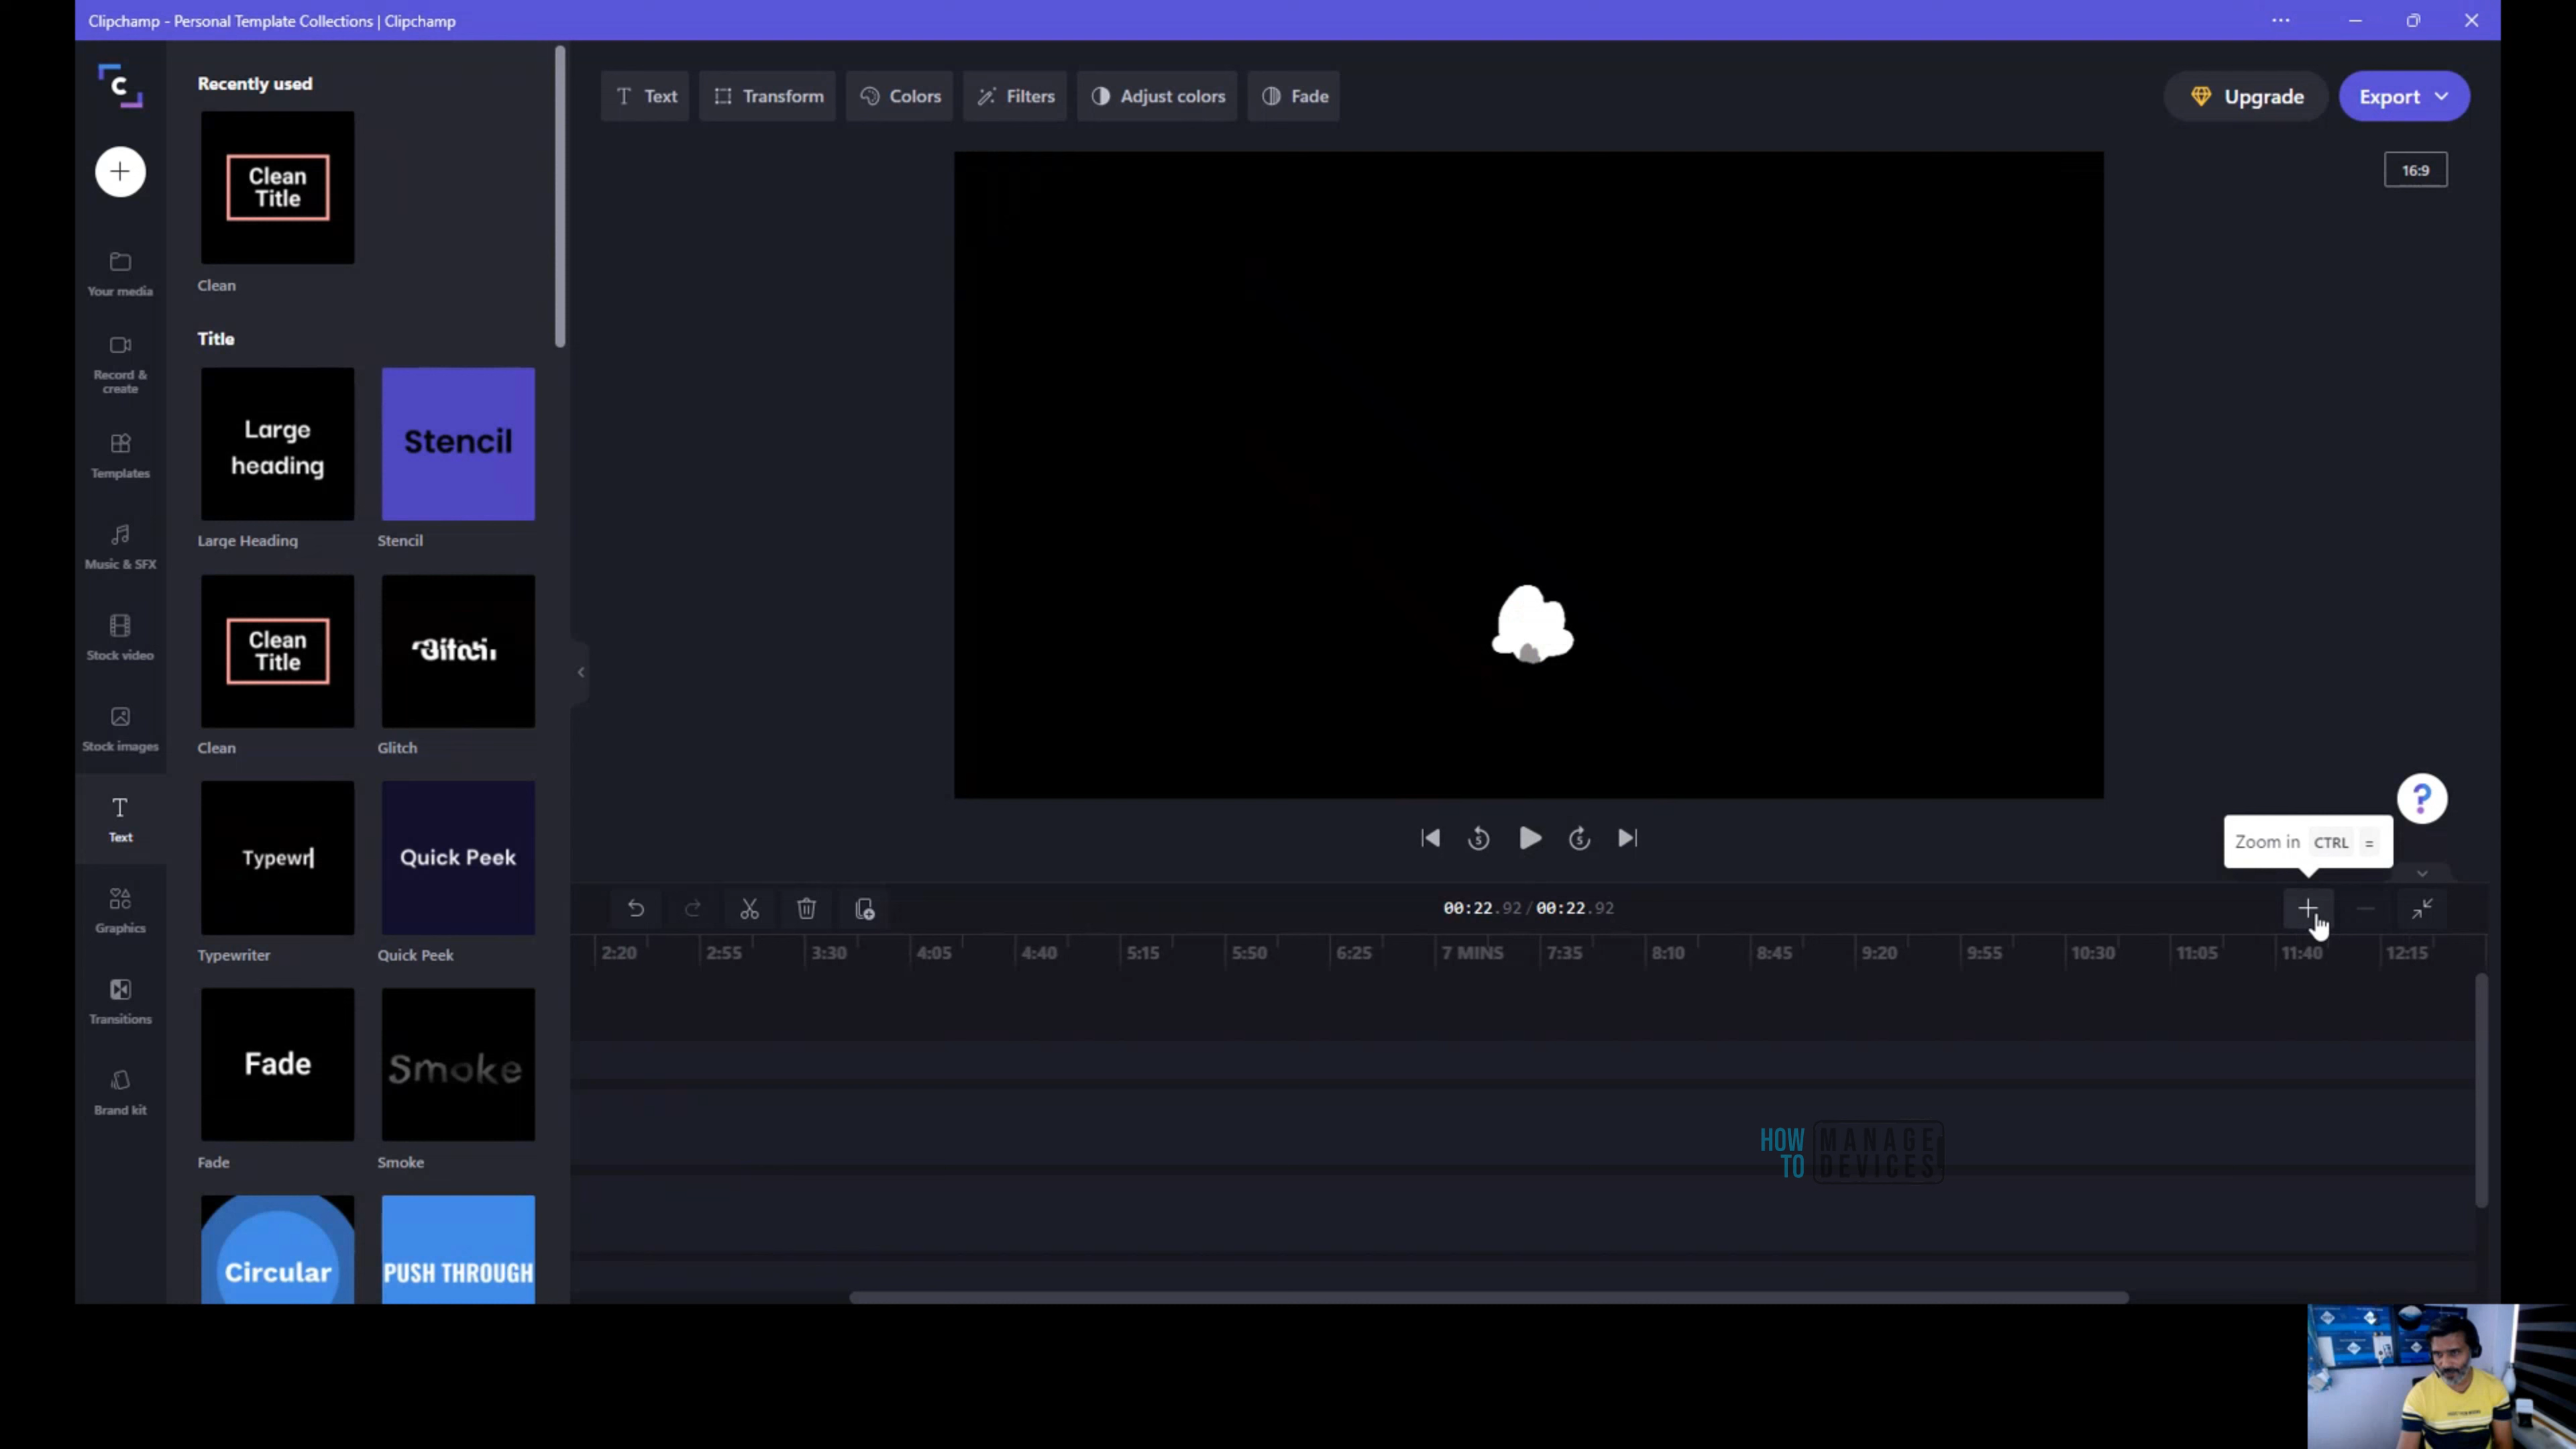 Clipchamp - Personal Template Collections | Clipchamp
C
Recently used
Clean
Title
Clean
Title
Large
heading
Stencil
Large Heading
Stencil
Clean
Title
Glitch
Clean
Glitch
Typewr
Quick Peek
Typewriter
Quick Peek
Fade
Smoke
Fade
Smoke
Circular
PUSH THROUGH
Your media
Record &
create
Templates
Music & SFX
Stock video
Stock images
T
Text
Graphics
Transitions
Brand kit
T Text
Transform
Colors
Filters
Adjust colors
Fade
Upgrade
Export
16:9
5
5
?
Zoom in CTRL =
00:22.92 / 00:22.92
2:20 2:55 3:30 4:05 4:40 5:15 5:50 6:25 7 MINS 7:35 8:10 8:45 9:20 9:55 10:30 11:05 11:40 12:15
HOW MANAGE
TO DEVICES